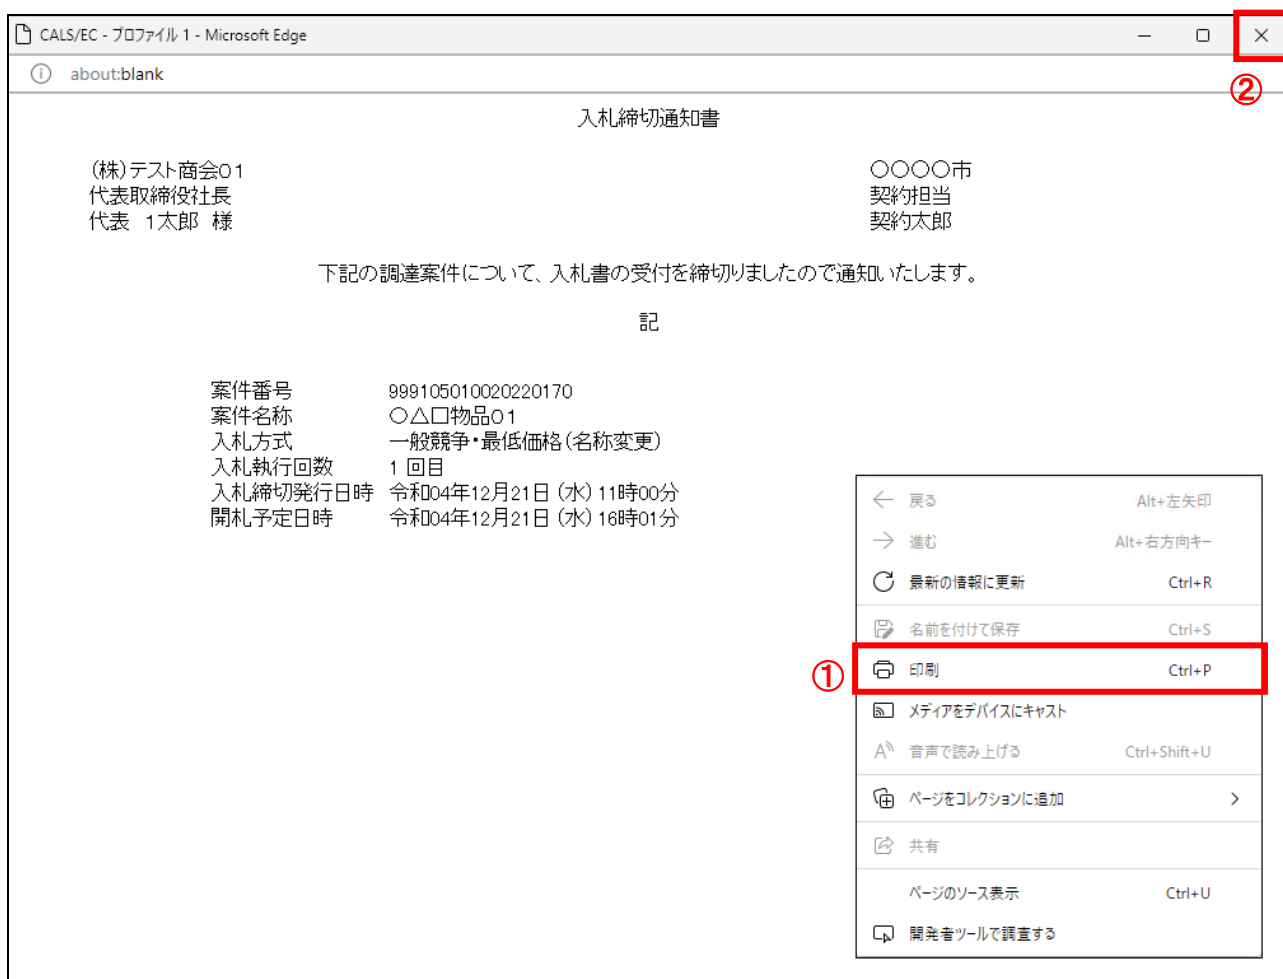 CALS/EC - プロファイル 1 - Microsoft Edge
about:blank
②
入札締切通知書
(株)テスト商会01
代表取締役社長
代表 1太郎 様
○○○○市
契約担当
契約太郎
下記の調達案件について、入札書の受付を締切りましたので通知いたします。
記
案件番号 999105010020220170
案件名称 ○△□物品01
入札方式 一般競争・最低価格(名称変更)
入札執行回数 1 回目
入札締切発行日時 令和04年12月21日 (水) 11時00分
開札予定日時 令和04年12月21日 (水) 16時01分
戻る Alt+左矢印
進む Alt+右方向キー
最新の情報に更新 Ctrl+R
名前を付けて保存 Ctrl+S
① 印刷 Ctrl+P
メディアをデバイスにキャスト
音声で読み上げる Ctrl+Shift+U
ページをコレクションに追加
共有
ページのソース表示 Ctrl+U
開発者ツールで調査する